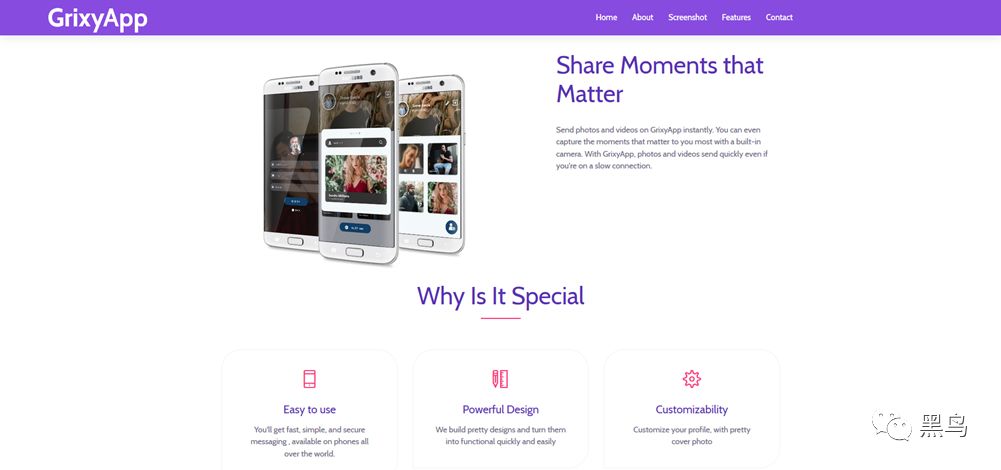 GrixyApp
Home About Screenshot Features Contact
SAMSUNG
SAMSUNG
SAMSUNG
Share Moments that
Matter
Send photos and videos on GrixyApp instantly. You can even
capture the moments that matter to you most with a built-in
camera. With GrixyApp, photos and videos send quickly even if
you're on a slow connection.
Why Is It Special
Easy to use
You'll get fast, simple, and secure
messaging , available on phones all
over the world.
Powerful Design
We build pretty designs and turn them
into functional quickly and easily
Customizability
Customize your profile, with pretty
cover photo
黑鸟